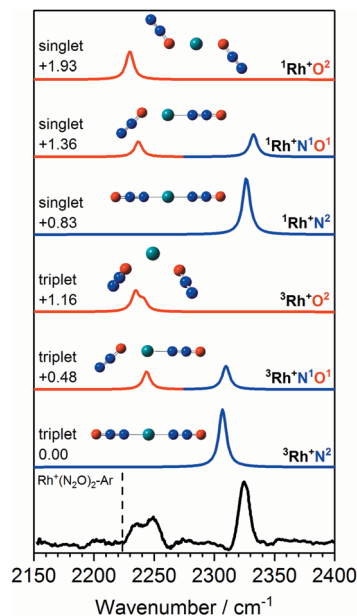 singlet
+1.93
¹Rh⁺O²
singlet
+1.36
¹Rh⁺N¹O¹
singlet
+0.83
¹Rh⁺N²
triplet
+1.16
³Rh⁺O²
triplet
+0.48
³Rh⁺N¹O¹
triplet
0.00
³Rh⁺N²
Rh⁺(N₂O)₂-Ar
2150 2200 2250 2300 2350 2400
Wavenumber / cm⁻¹